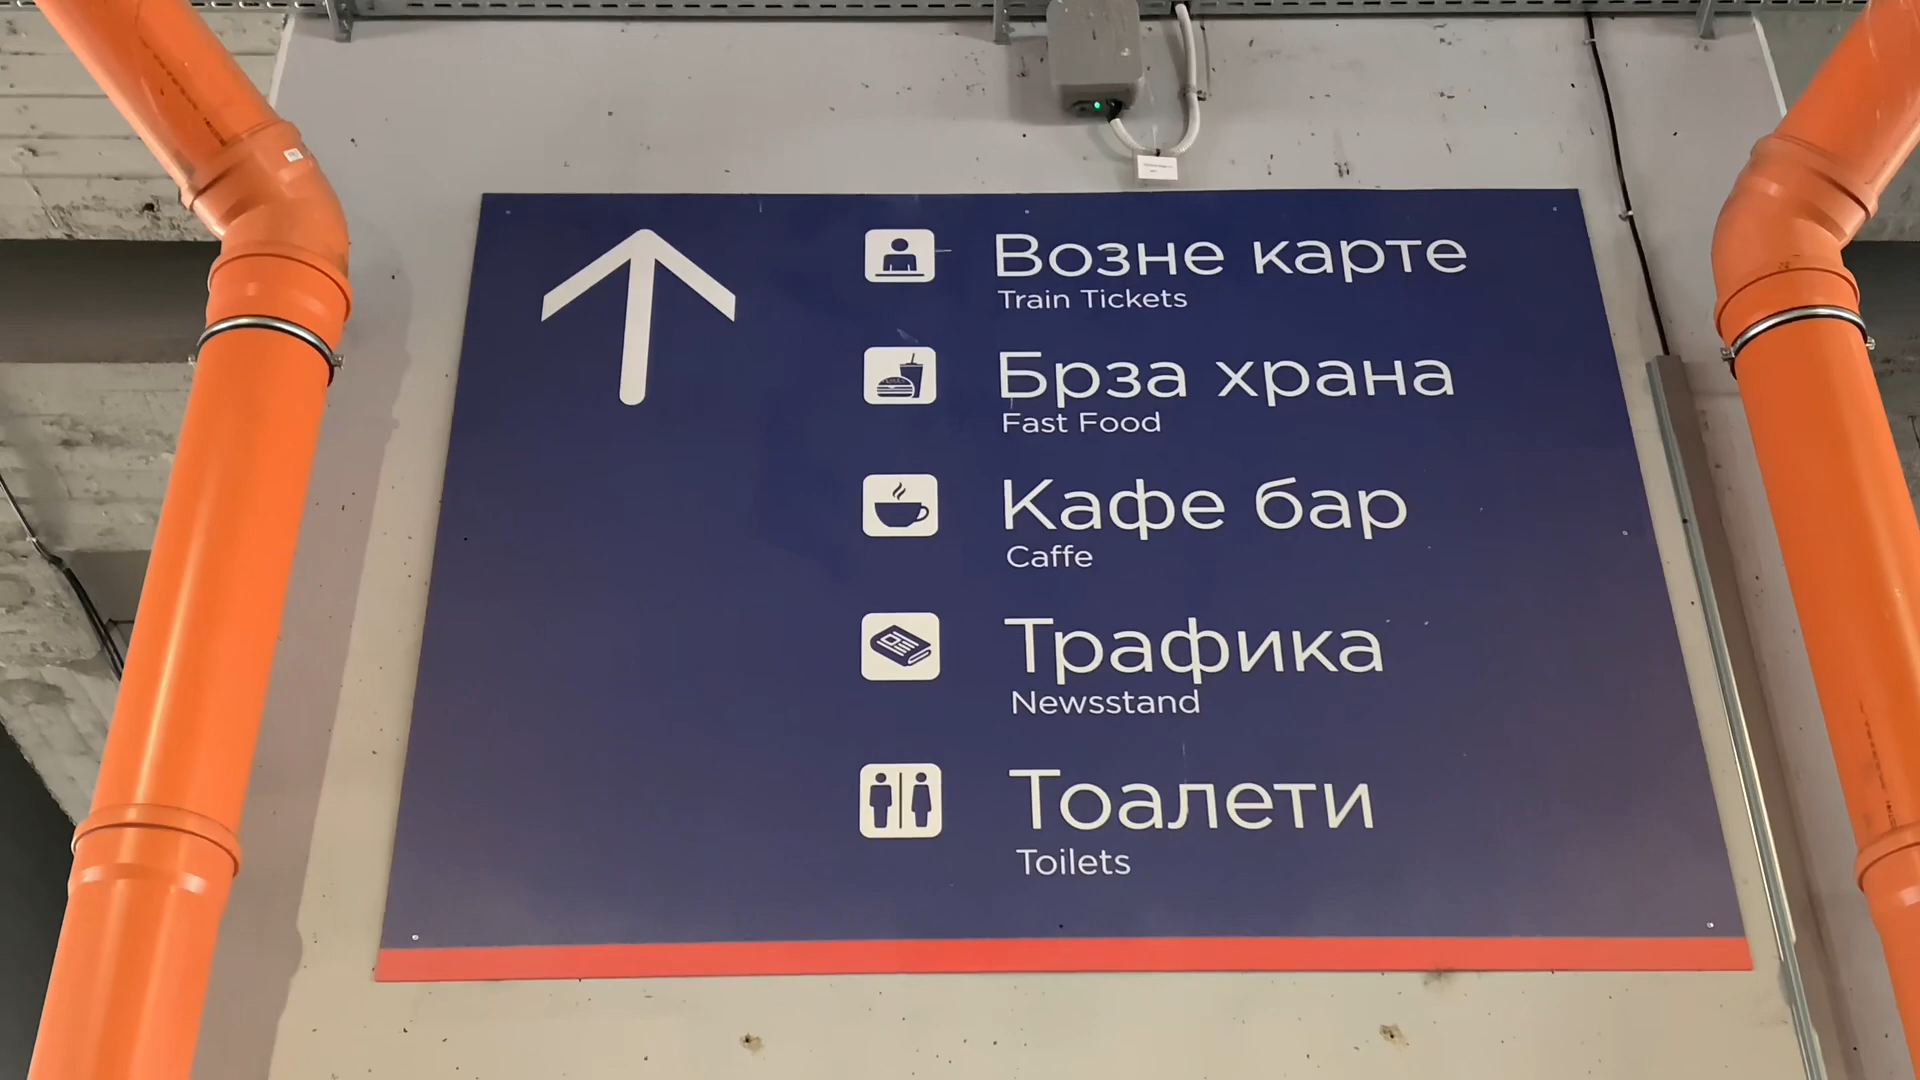 Возне карте
Train Tickets
Брза храна
Fast Food
Кафе бар
Caffe
Трафика
Newsstand
Тоалети
Toilets